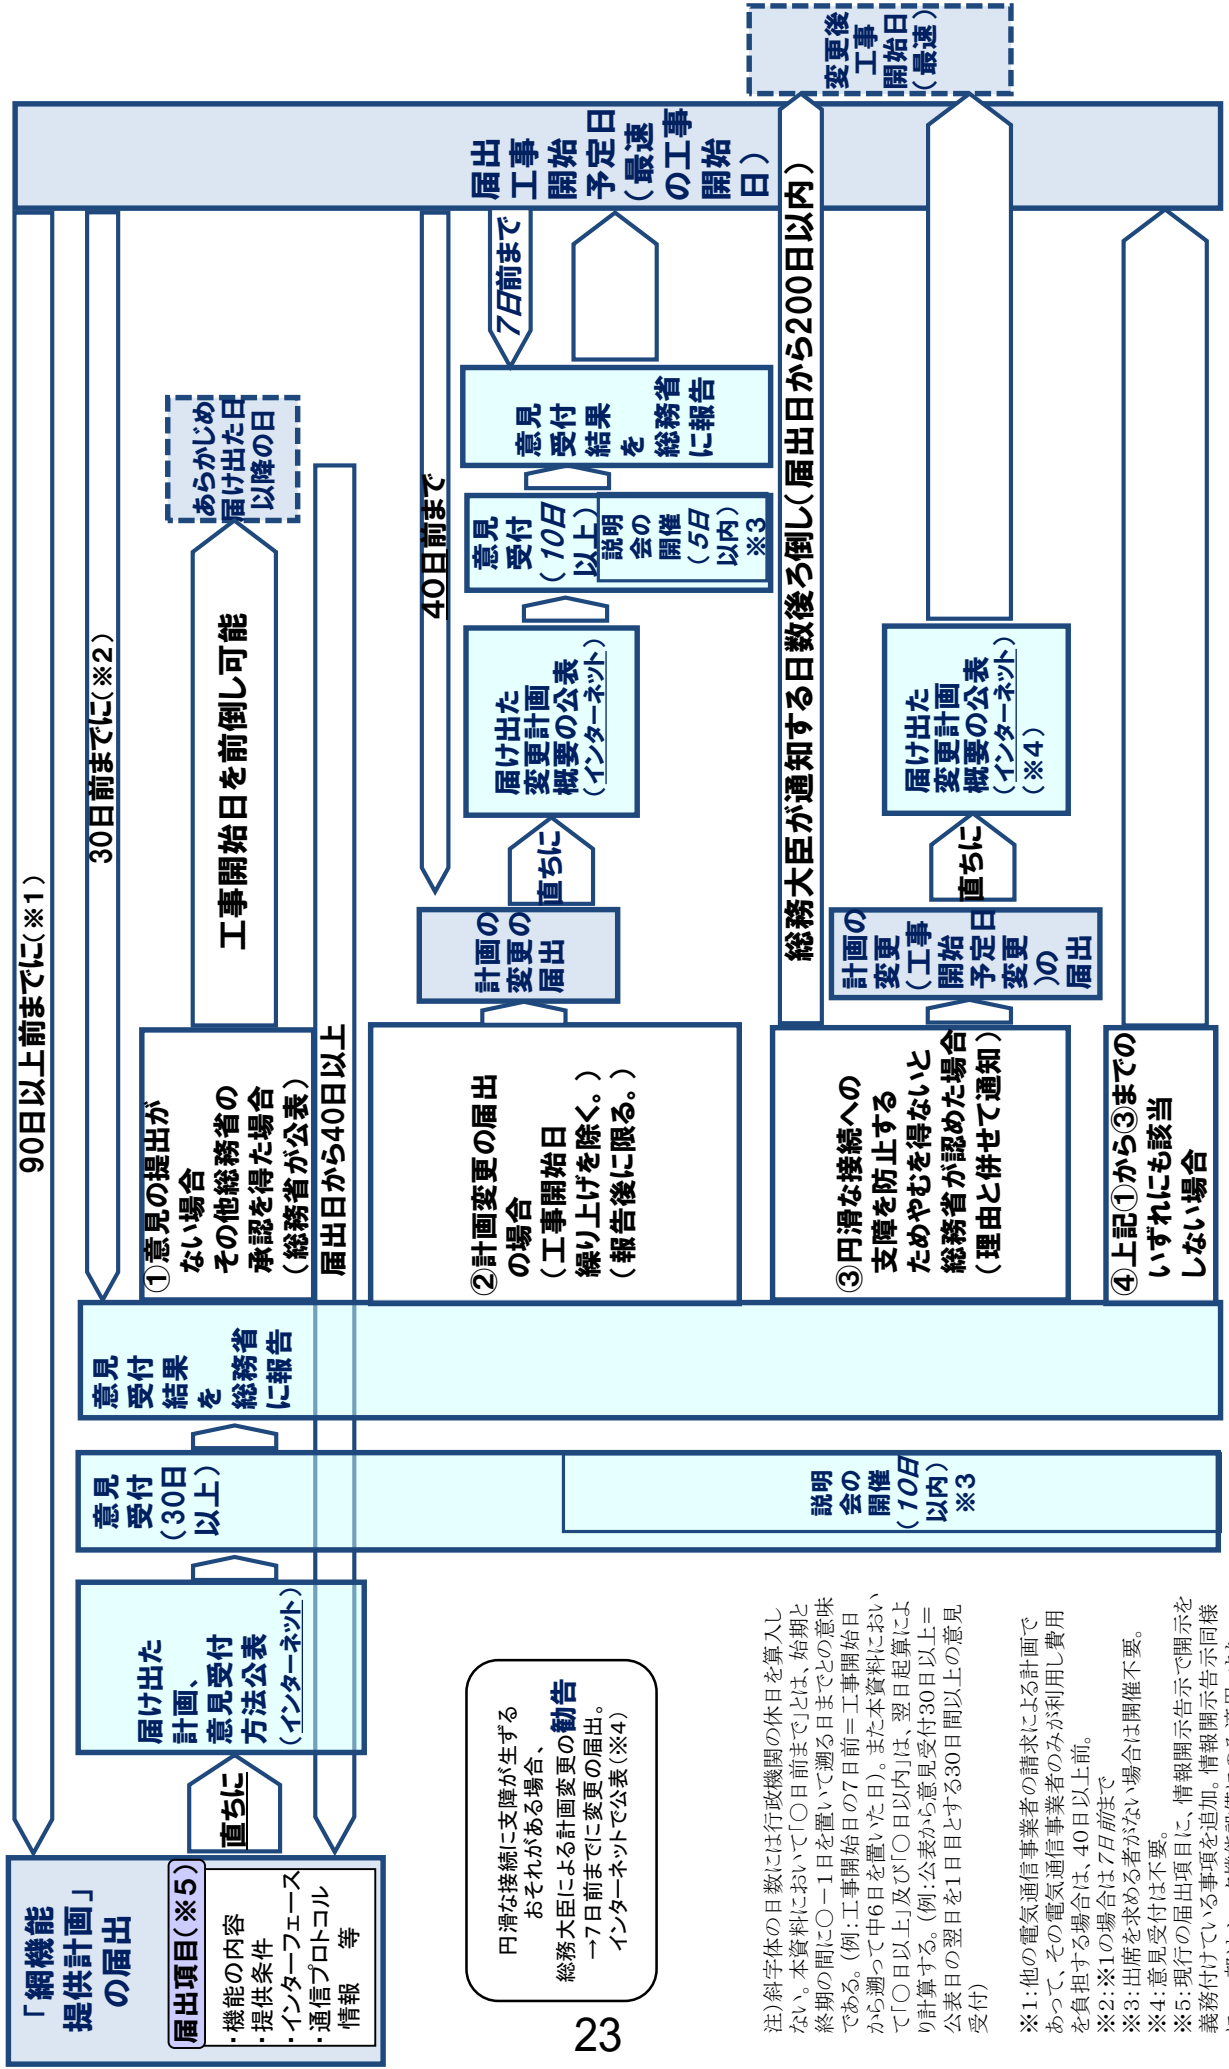 「網機能
提供計画」
の届出
届出項目(※5)
・機能の内容
・提供条件
・インターフェース
・通信プロトコル
情報 等
直ちに
届け出た
計画、
意見受付
方法公表
(インターネット)
意見
受付
(30日
以上)
説明
会の
開催
(10日
以内)
※3
意見
受付
結果
を
総務省
に報告
90日以上前までに(※1)
30日前までに(※2)
①意見の提出が
ない場合
その他総務省の
承認を得た場合
(総務省が公表)
工事開始日を前倒し可能
あらかじめ
届け出た日
以降の日
届出日から40日以上
②計画変更の届出
の場合
(工事開始日
繰り上げを除く。)
(報告後に限る。)
40日前まで
計画の
変更の
届出
直ちに
届け出た
変更計画
概要の公表
(インターネット)
意見
受付
(10日
以上)
説明
会の
開催
(5日
以内)
※3
意見
受付
結果
を
総務省
に報告
7日前まで
届出
工事
開始
予定日
(最速
の工事
開始
日)
③円滑な接続への
支障を防止する
ためやむを得ないと
総務省が認めた場合
(理由と併せて通知)
総務大臣が通知する日数後ろ倒し(届出日から200日以内)
変更後
工事
開始日
(最速)
計画の
変更
(工事
開始
予定日
変更
)の
届出
直ちに
届け出た
変更計画
概要の公表
(インターネット)
(※4)
④上記①から③までの
いずれにも該当
しない場合
円滑な接続に支障が生ずる
おそれがある場合、
総務大臣による計画変更の勧告
→7日前までに変更の届出。
インターネットで公表(※4)
注)斜字体の日数には行政機関の休日を算入し
ない。本資料において「○日前まで」とは、始期と
終期の間に○-1日を置いて遡る日までとの意味
である。(例:工事開始日の7日前=工事開始日
から遡って中6日を置いた日)。また本資料におい
て「○日以上」及び「○日以内」は、翌日起算によ
り計算する。(例:公表から意見受付30日以上=
公表日の翌日を1日目とする30日間以上の意見
受付)
※1:他の電気通信事業者の請求による計画で
あって、その電気通信事業者のみが利用し費用
を負担する場合は、40日以上前。
※2:※1の場合は7日前まで
※3:出席を求める者がない場合は開催不要。
※4:意見受付は不要。
※5:現行の届出項目に、情報開示告示で開示を
義務付けている事項を追加。情報開示告示同様
23